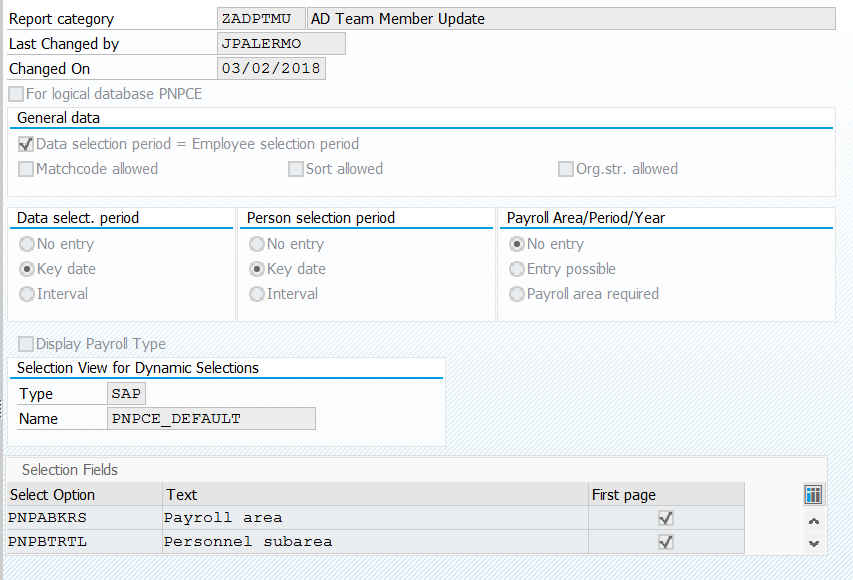 Report category ZADPTMU AD Team Member Update
Last Changed by JPALERMO
Changed On 03/02/2018
For logical database PNPCE
General data
Data selection period = Employee selection period
Matchcode allowed Sort allowed Org.str. allowed
Data select. period Person selection period Payroll Area/Period/Year
No entry No entry No entry
Key date Key date Entry possible
Interval Interval Payroll area required
Display Payroll Type
Selection View for Dynamic Selections
Type SAP
Name PNPCE_DEFAULT
Selection Fields
Select Option Text First page
PNPABKRS Payroll area
PNPBTRTL Personnel subarea